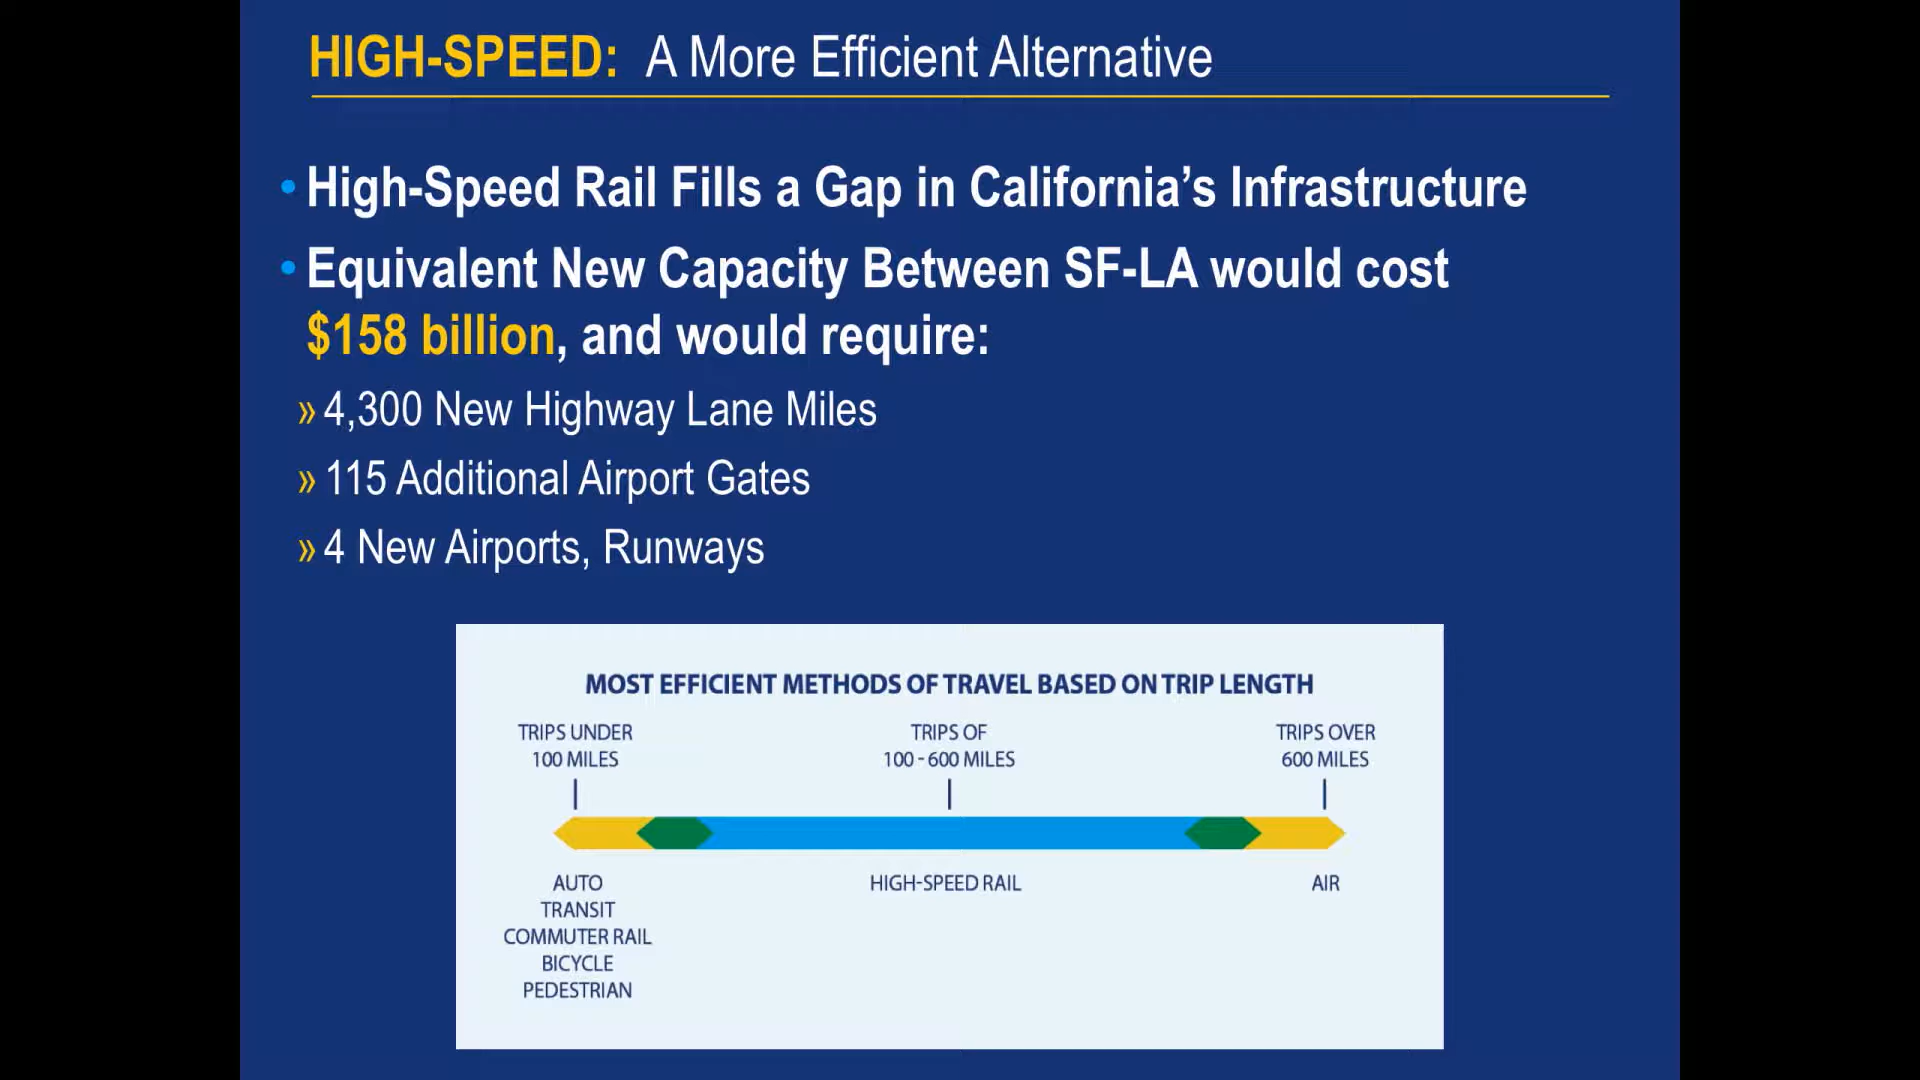 HIGH-SPEED: A More Efficient Alternative
• High-Speed Rail Fills a Gap in California’s Infrastructure
• Equivalent New Capacity Between SF-LA would cost
$158 billion, and would require:
» 4,300 New Highway Lane Miles
» 115 Additional Airport Gates
» 4 New Airports, Runways
MOST EFFICIENT METHODS OF TRAVEL BASED ON TRIP LENGTH
TRIPS UNDER
100 MILES
TRIPS OF
100 - 600 MILES
TRIPS OVER
600 MILES
AUTO
TRANSIT
COMMUTER RAIL
BICYCLE
PEDESTRIAN
HIGH-SPEED RAIL
AIR